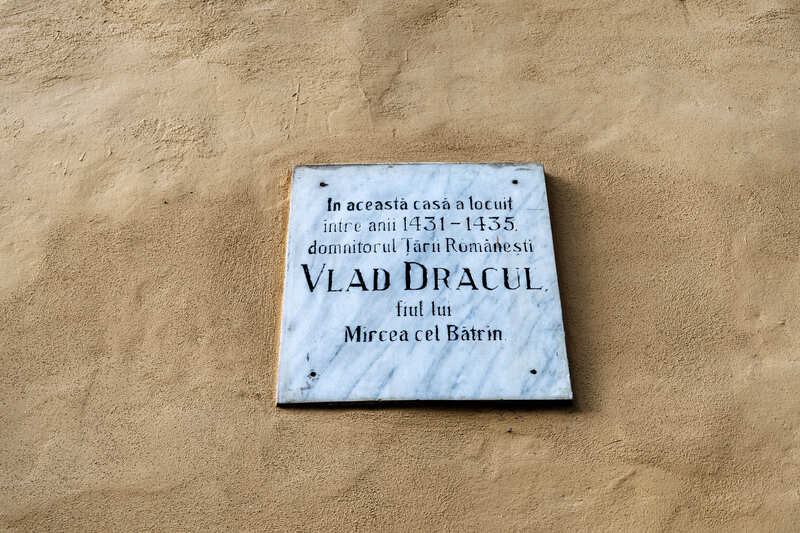 In această casă a locuit
între anii 1431-1435,
domnitorul Țării Românești
VLAD DRACUL,
fiul lui
Mircea cel Bătrîn.